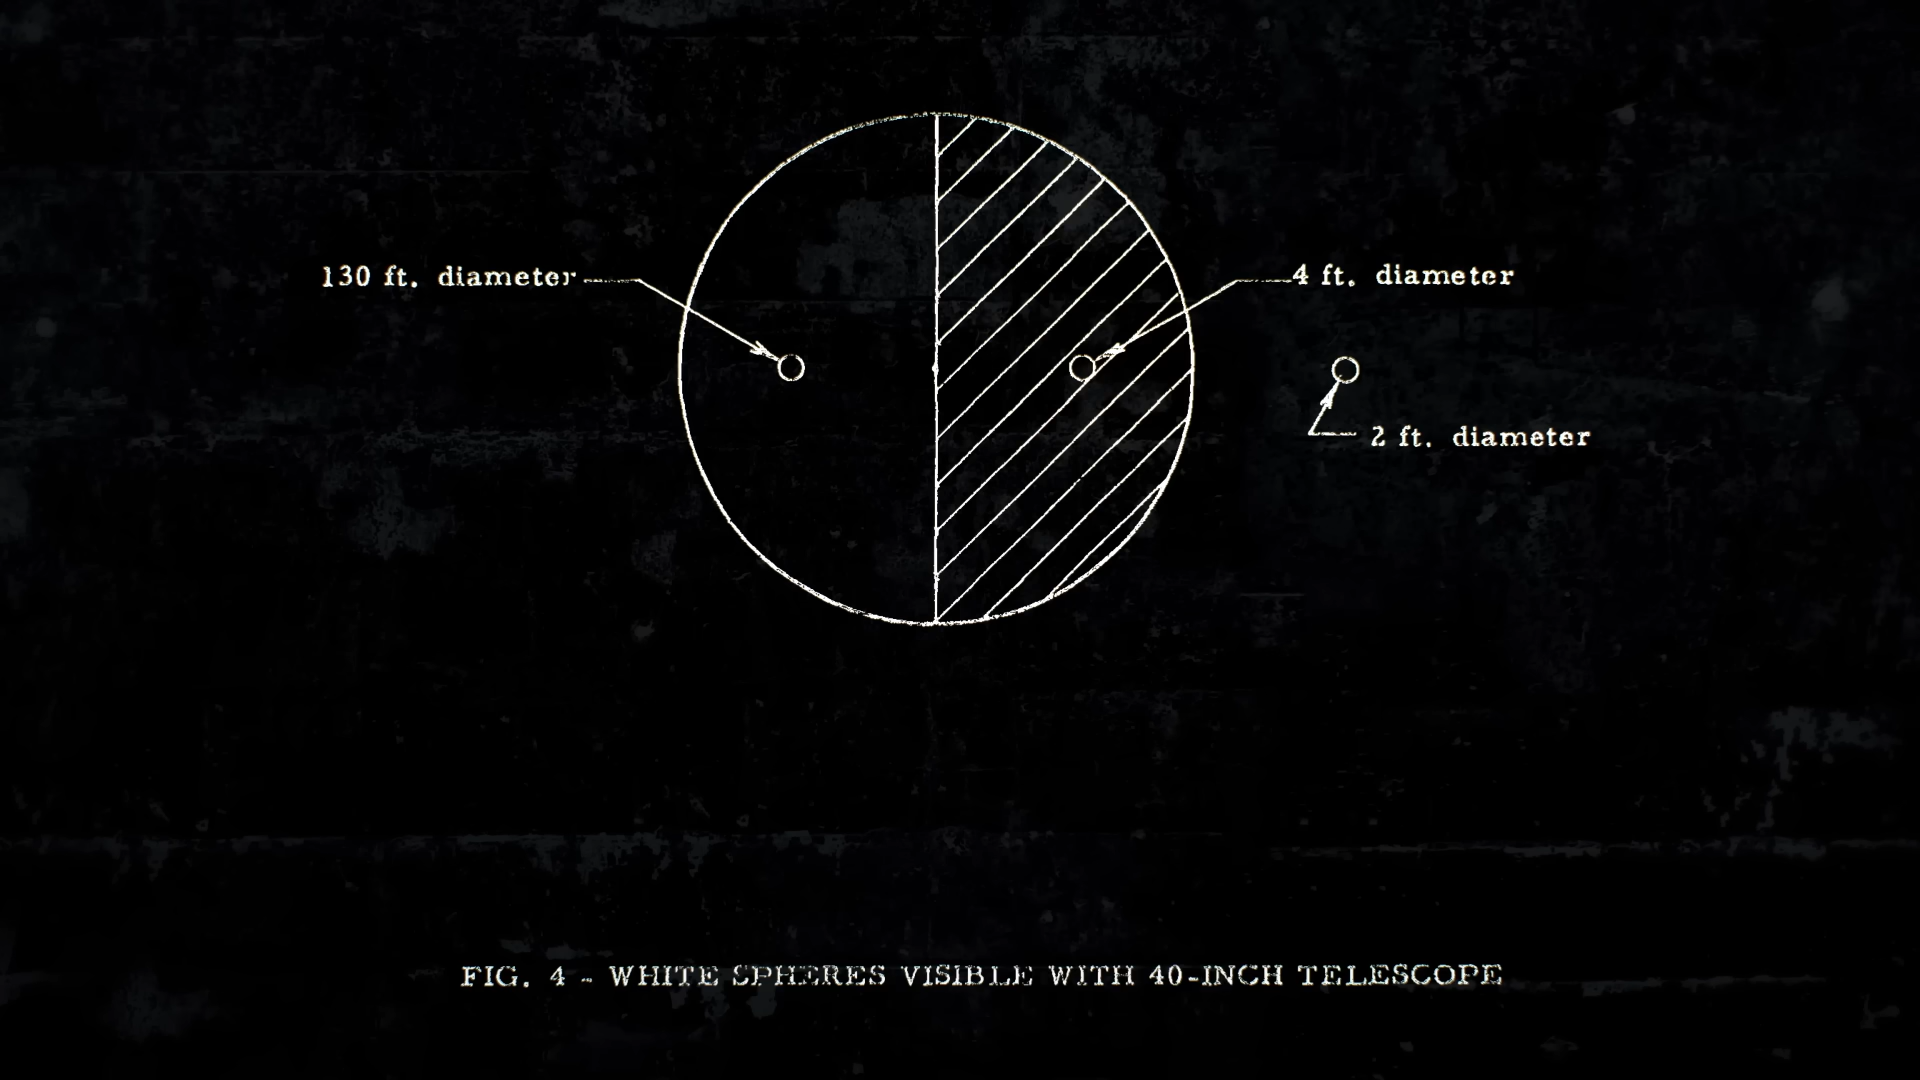 130 ft. diameter
4 ft. diameter
2 ft. diameter
FIG. 4 - WHITE SPHERES VISIBLE WITH 40-INCH TELESCOPE